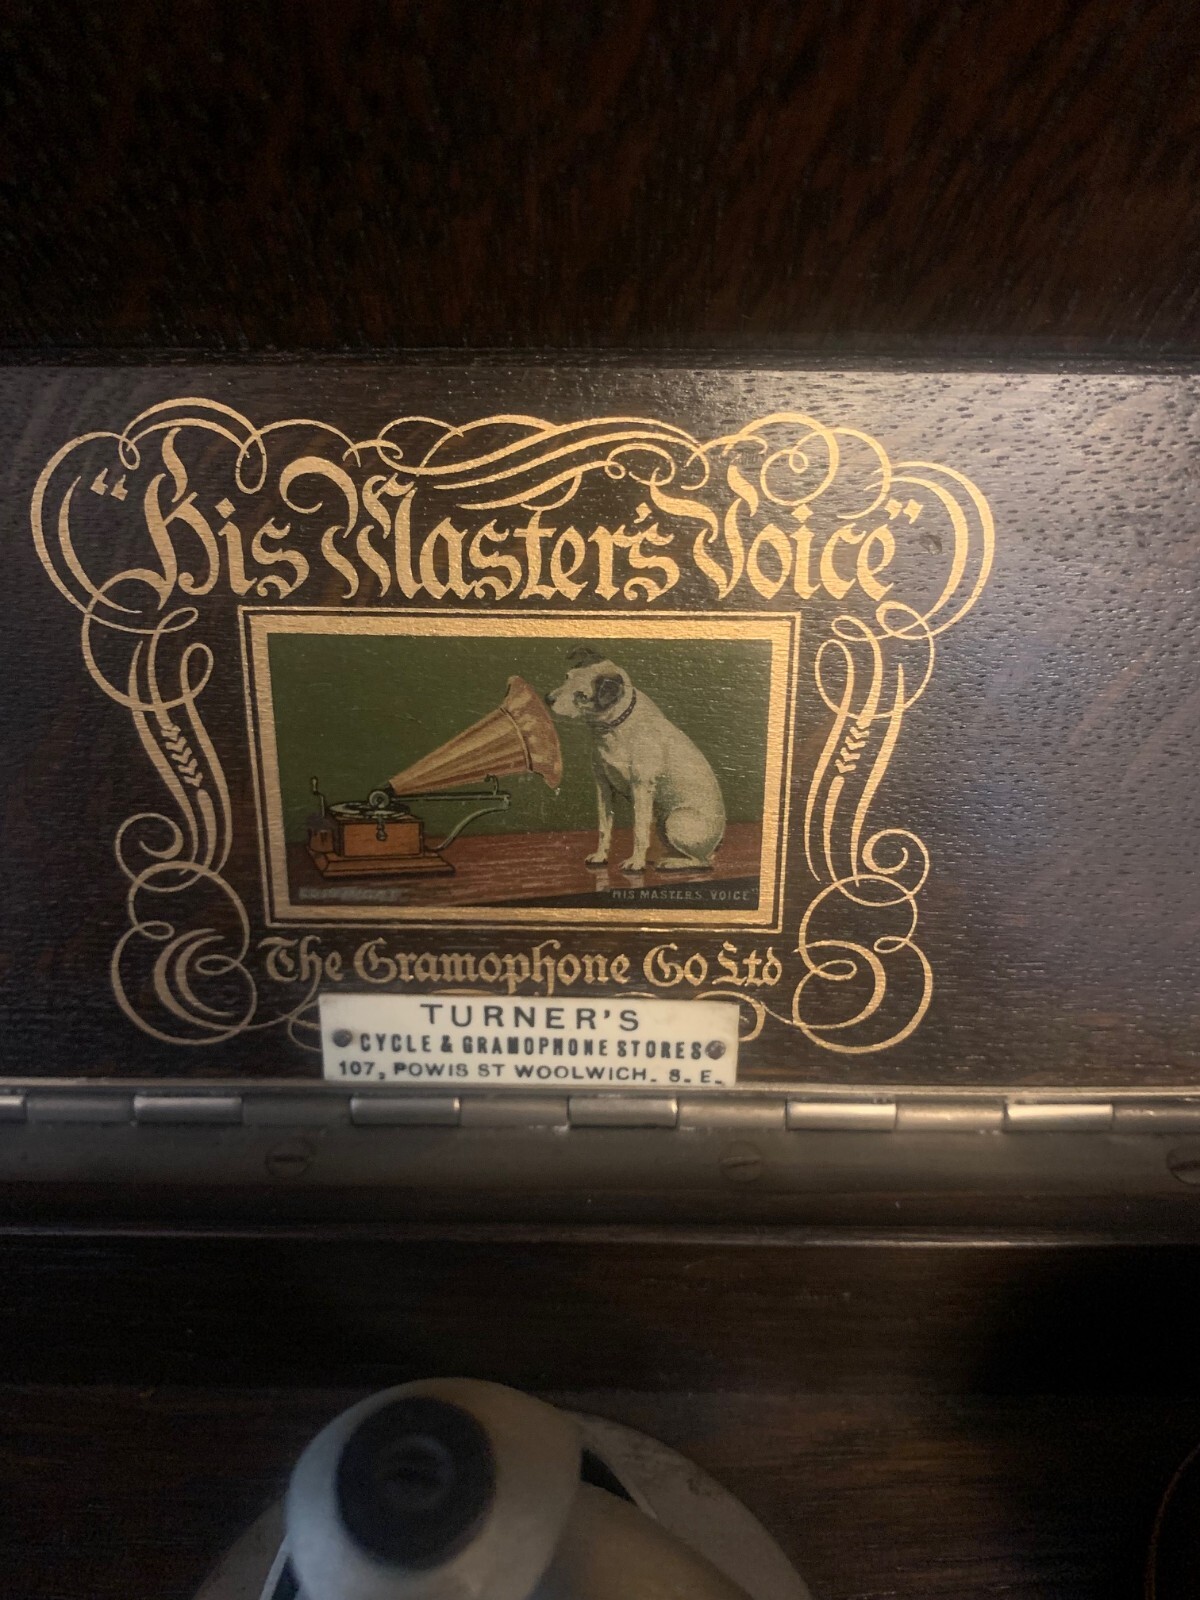 "His Master's Voice"
"HIS MASTERS VOICE"
The Gramophone Co Ltd
TURNER'S
CYCLE & GRAMOPHONE STORES
107, POWIS ST WOOLWICH. S. E.